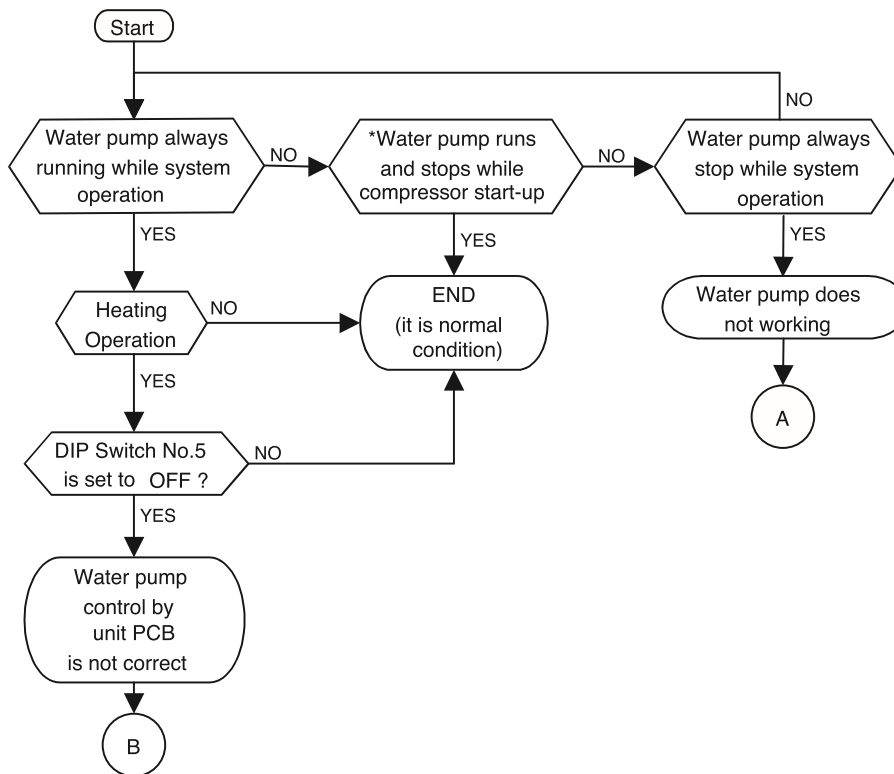 Start
NO
Water pump always
running while system
operation
NO
*Water pump runs
and stops while
compressor start-up
NO
Water pump always
stop while system
operation
YES
YES
YES
Heating
Operation
NO
END
(it is normal
condition)
Water pump does
not working
YES
A
DIP Switch No.5
is set to OFF ?
NO
YES
Water pump
control by
unit PCB
is not correct
B